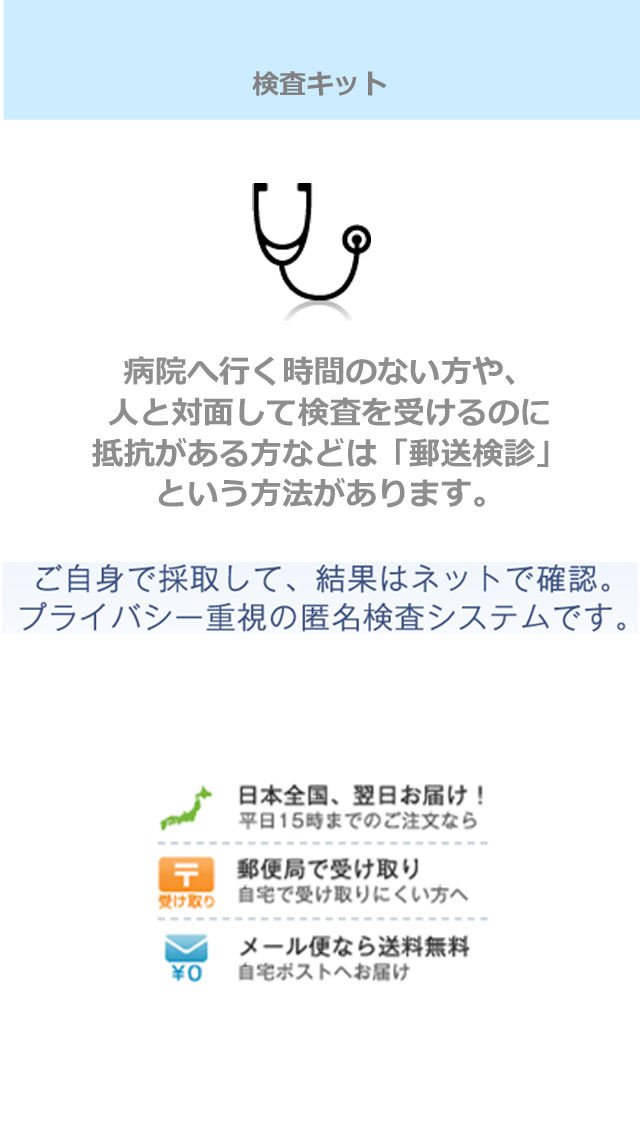 検査キット
病院へ行く時間のない方や、
人と対面して検査を受けるのに
抵抗がある方などは「郵送検診」
という方法があります。
ご自身で採取して、結果はネットで確認。
プライバシー重視の匿名検査システムです。
日本全国、翌日お届け！
平日15時までのご注文なら
郵便局で受け取り
受け取り
自宅で受け取りにくい方へ
メール便なら送料無料
¥0
自宅ポストへお届け